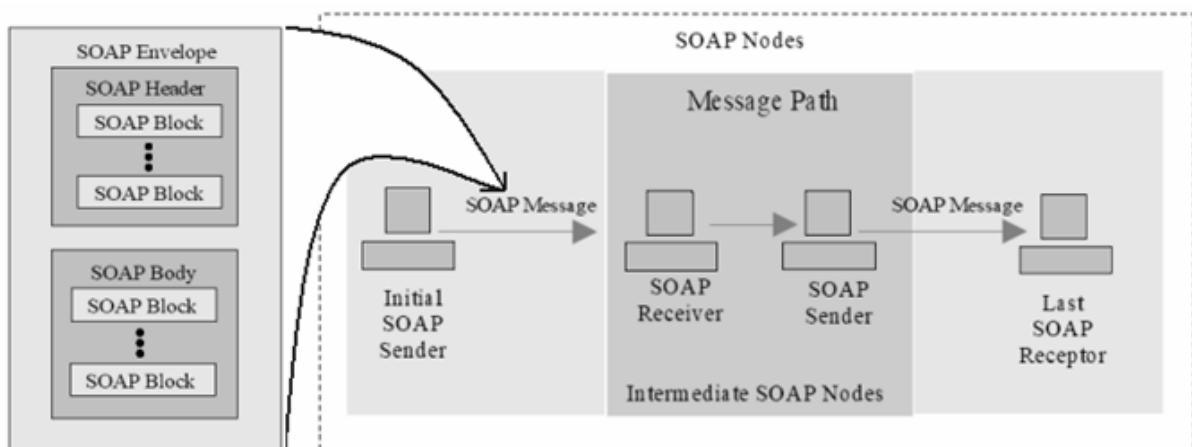 SOAP Envelope
SOAP Header
SOAP Block
SOAP Block
SOAP Body
SOAP Block
SOAP Block
SOAP Nodes
Message Path
SOAP Message
SOAP Message
Initial
SOAP
Sender
SOAP
Receiver
SOAP
Sender
Last
SOAP
Receptor
Intermediate SOAP Nodes